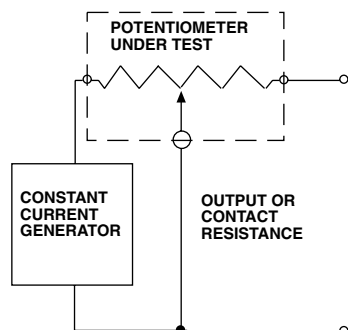 POTENTIOMETER
UNDER TEST
CONSTANT
CURRENT
GENERATOR
OUTPUT OR
CONTACT
RESISTANCE